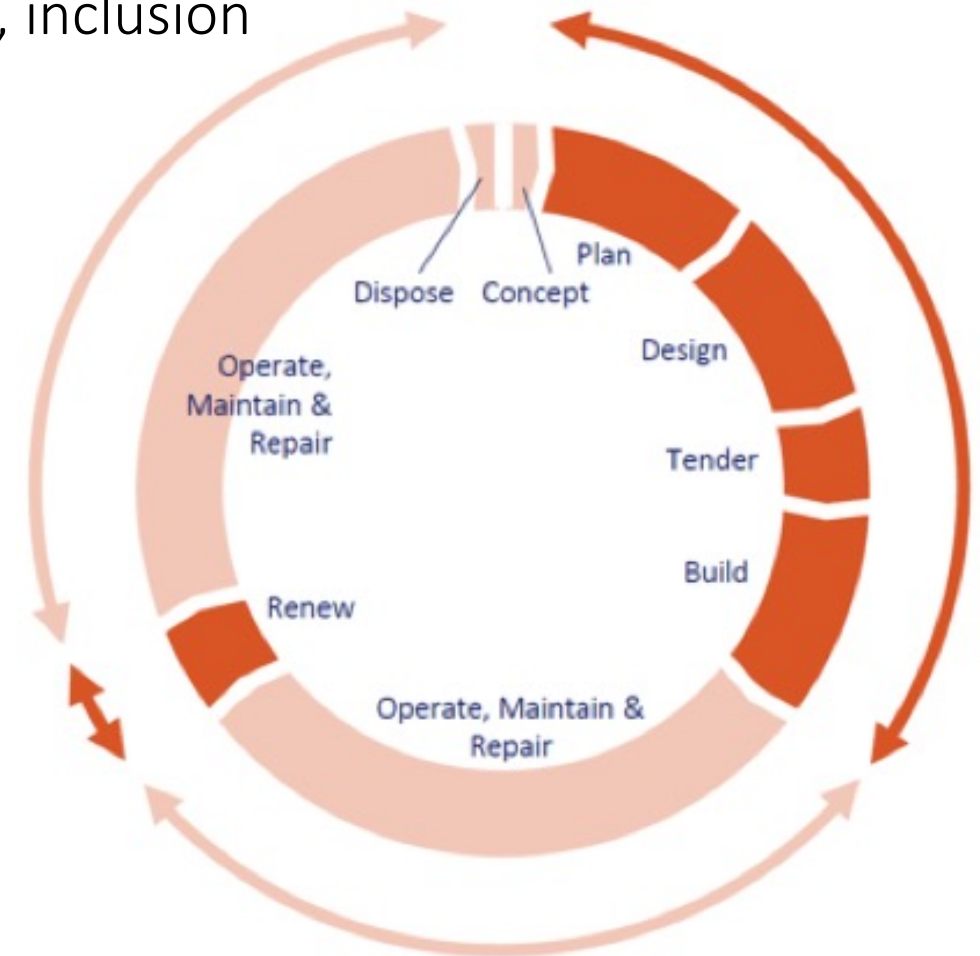 , inclusion
Plan
Dispose
Concept
Design
Operate,
Maintain &
Repair
Tender
Build
Renew
Operate, Maintain &
Repair